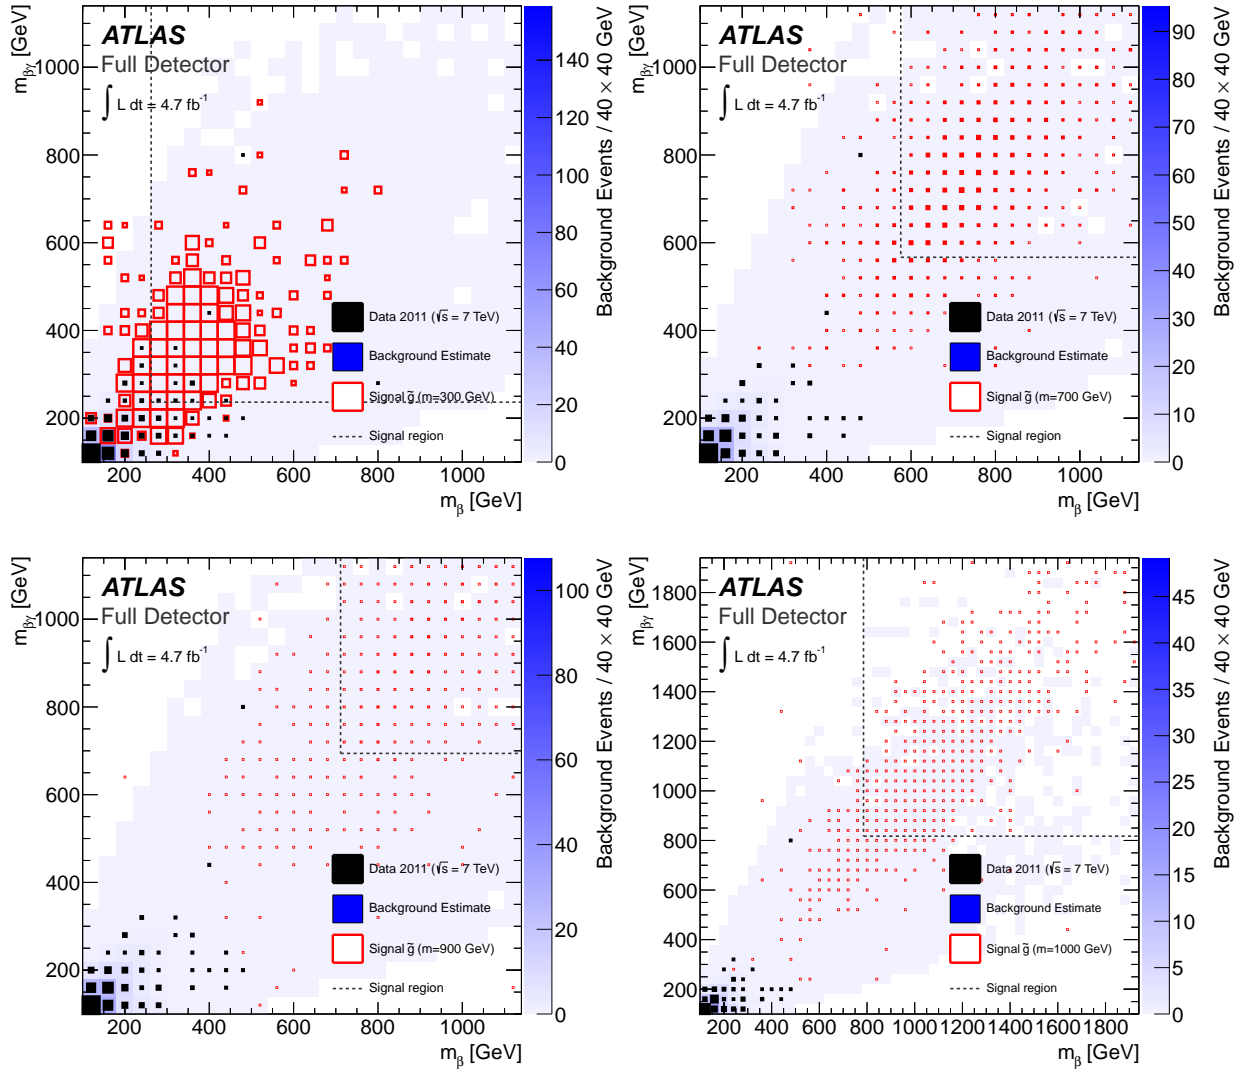 ATLAS
Full Detector
∫ L dt = 4.7 fb⁻¹
m_βγ [GeV]
1000
800
600
400
200
200 400 600 800 1000
m_β [GeV]
Data 2011 (√s = 7 TeV)
Background Estimate
Signal g̃ (m=300 GeV)
Signal region
140
120
100
80
60
40
20
0
Background Events / 40 × 40 GeV
ATLAS
Full Detector
∫ L dt = 4.7 fb⁻¹
m_βγ [GeV]
1000
800
600
400
200
200 400 600 800 1000
m_β [GeV]
Data 2011 (√s = 7 TeV)
Background Estimate
Signal g̃ (m=700 GeV)
Signal region
90
80
70
60
50
40
30
20
10
0
Background Events / 40 × 40 GeV
ATLAS
Full Detector
∫ L dt = 4.7 fb⁻¹
m_βγ [GeV]
1000
800
600
400
200
200 400 600 800 1000
m_β [GeV]
Data 2011 (√s = 7 TeV)
Background Estimate
Signal g̃ (m=900 GeV)
Signal region
100
80
60
40
20
0
Background Events / 40 × 40 GeV
ATLAS
Full Detector
∫ L dt = 4.7 fb⁻¹
m_βγ [GeV]
1800
1600
1400
1200
1000
800
600
400
200
200 400 600 800 1000 1200 1400 1600 1800
m_β [GeV]
Data 2011 (√s = 7 TeV)
Background Estimate
Signal g̃ (m=1000 GeV)
Signal region
45
40
35
30
25
20
15
10
5
0
Background Events / 40 × 40 GeV